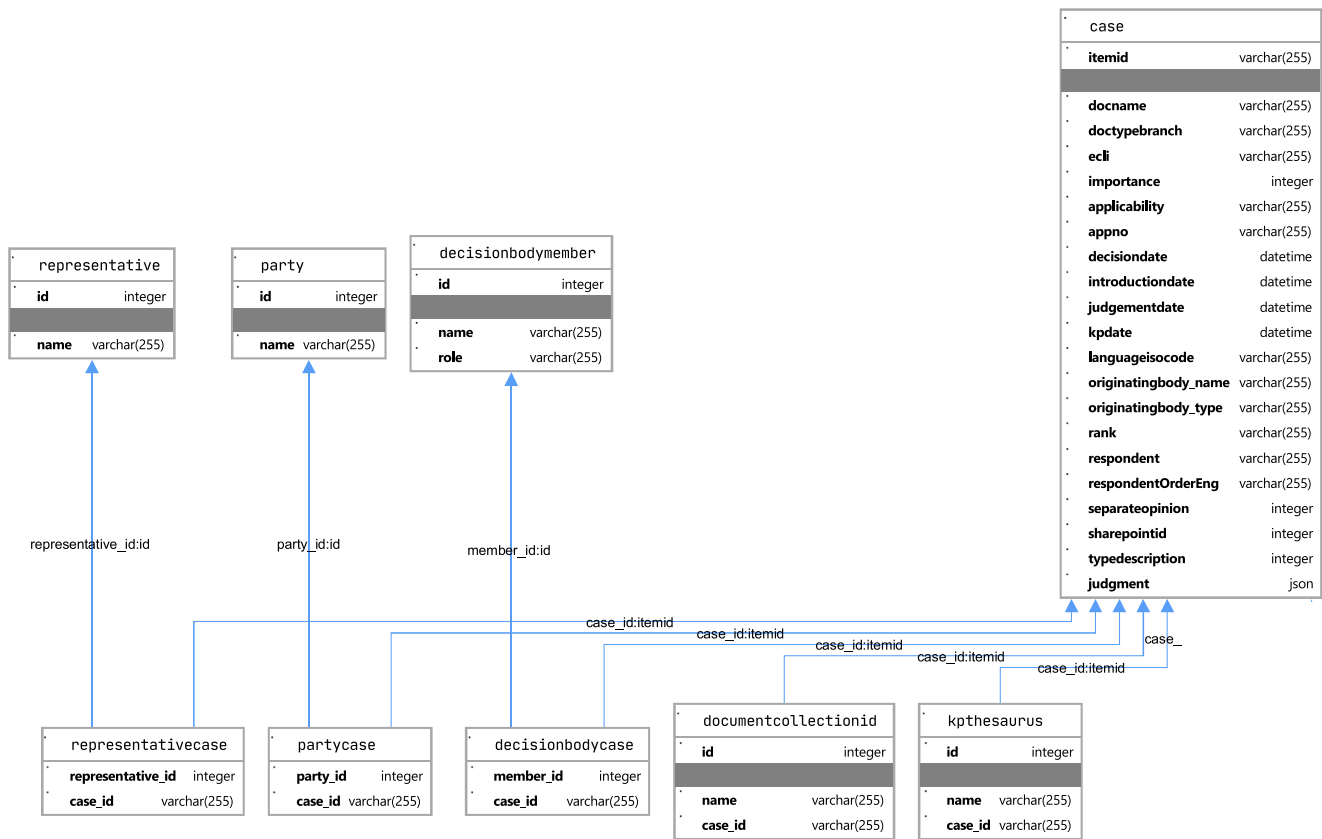 case
itemid varchar(255)
docname varchar(255)
doctypebranch varchar(255)
ecli varchar(255)
importance integer
applicability varchar(255)
appno varchar(255)
decisiondate datetime
introductiondate datetime
judgementdate datetime
kpdate datetime
languageisocode varchar(255)
originatingbody_name varchar(255)
originatingbody_type varchar(255)
rank varchar(255)
respondent varchar(255)
respondentOrderEng varchar(255)
separateopinion integer
sharepointid integer
typedescription integer
judgment json
representative
id integer
name varchar(255)
party
id integer
name varchar(255)
decisionbodymember
id integer
name varchar(255)
role varchar(255)
representative_id:id
party_id:id
member_id:id
case_id:itemid
case_id:itemid
case_id:itemid
case_id:itemid
case_
case_id:itemid
representativecase
representative_id integer
case_id varchar(255)
partycase
party_id integer
case_id varchar(255)
decisionbodycase
member_id integer
case_id varchar(255)
documentcollectionid
id integer
name varchar(255)
case_id varchar(255)
kpthesaurus
id integer
name varchar(255)
case_id varchar(255)